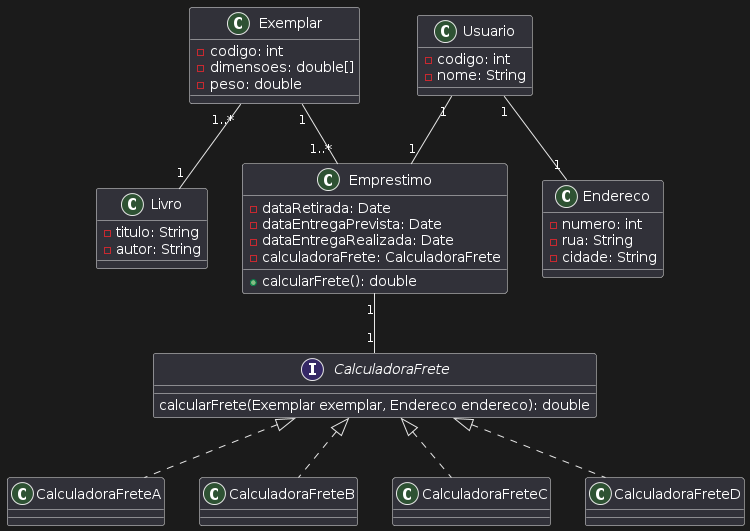 C Exemplar
codigo: int
dimensoes: double[]
peso: double
C Usuario
codigo: int
nome: String
1..*
1
1
1..*
1
1
1
1
C Livro
titulo: String
autor: String
C Emprestimo
dataRetirada: Date
dataEntregaPrevista: Date
dataEntregaRealizada: Date
calculadoraFrete: CalculadoraFrete
calcularFrete(): double
C Endereco
numero: int
rua: String
cidade: String
1
1
I CalculadoraFrete
calcularFrete(Exemplar exemplar, Endereco endereco): double
C CalculadoraFreteA
C CalculadoraFreteB
C CalculadoraFreteC
C CalculadoraFreteD